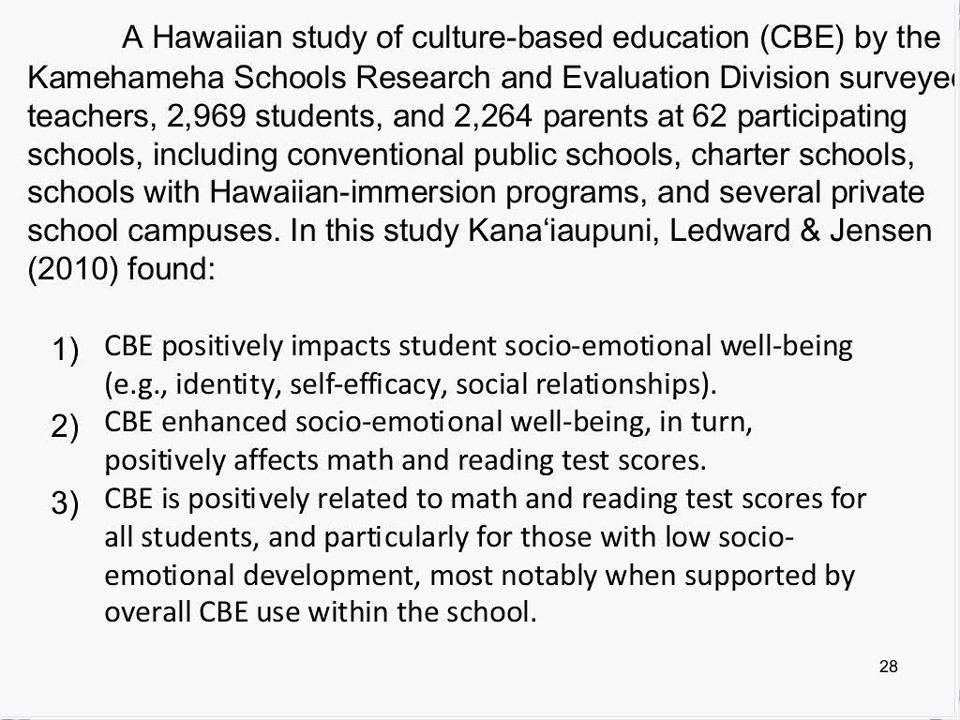 A Hawaiian study of culture-based education (CBE) by the
Kamehameha Schools Research and Evaluation Division
teachers, 2,969 students, and 2,264 parents at 62 participating
schools, including conventional public schools, charter schools,
schools with Hawaiian-immersion programs, and several private
school campuses. In this study Kana‘iaupuni, Ledward & Jensen
(2010) found:
1) CBE positively impacts student socio-emotional well-being
(e.g., identity, self-efficacy, social relationships).
2) CBE enhanced socio-emotional well-being, in turn,
positively affects math and reading test scores.
3) CBE is positively related to math and reading test scores for
all students, and particularly for those with low socio-
emotional development, most notably when supported by
overall CBE use within the school.
28